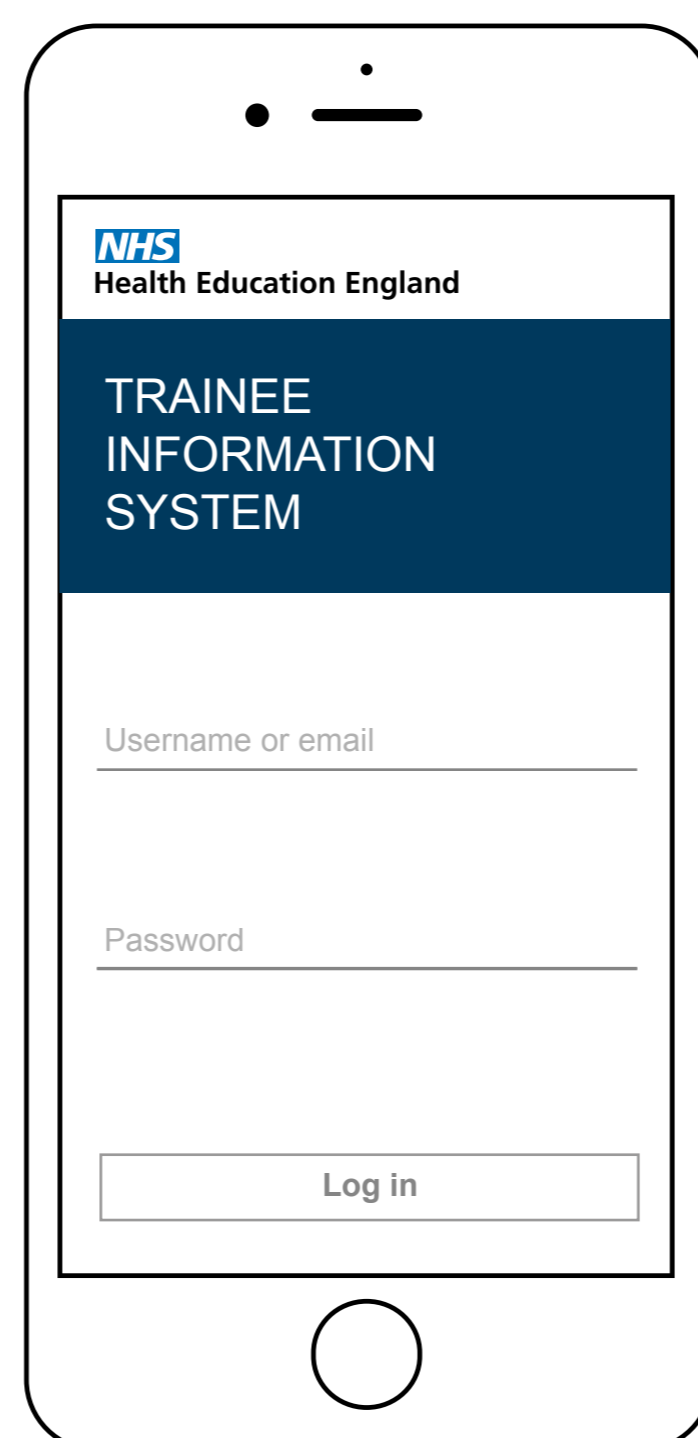 NHS
Health Education England
TRAINEE
INFORMATION
SYSTEM
Username or email
Password
Log in